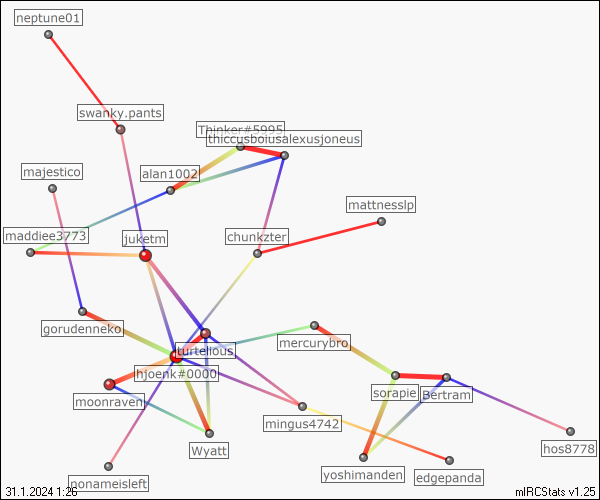 neptune01
swanky.pants
Thinker#5995
thiccusboiusalexusjoneus
majestico
alan1002
mattnesslp
maddiee3773
juketm
chunkzter
gorudenneko
turtelious
mercurybro
hjoenk#0000
moonraven
sorapie
Bertram
mingus4742
Wyatt
hos8778
nonameisleft
yoshimanden
edgepanda
31.1.2024 1:26
mIRCStats v1.25